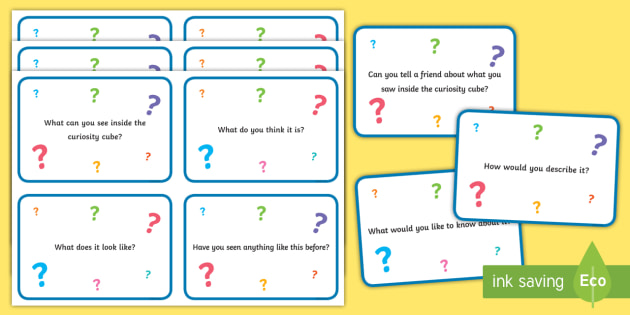 What can you see inside the
curiosity cube?
What do you think it is?
What does it look like?
Have you seen anything like this before?
Can you tell a friend about what you
saw inside the curiosity cube?
How would you describe it?
What would you like to know about it?
ink saving
Eco